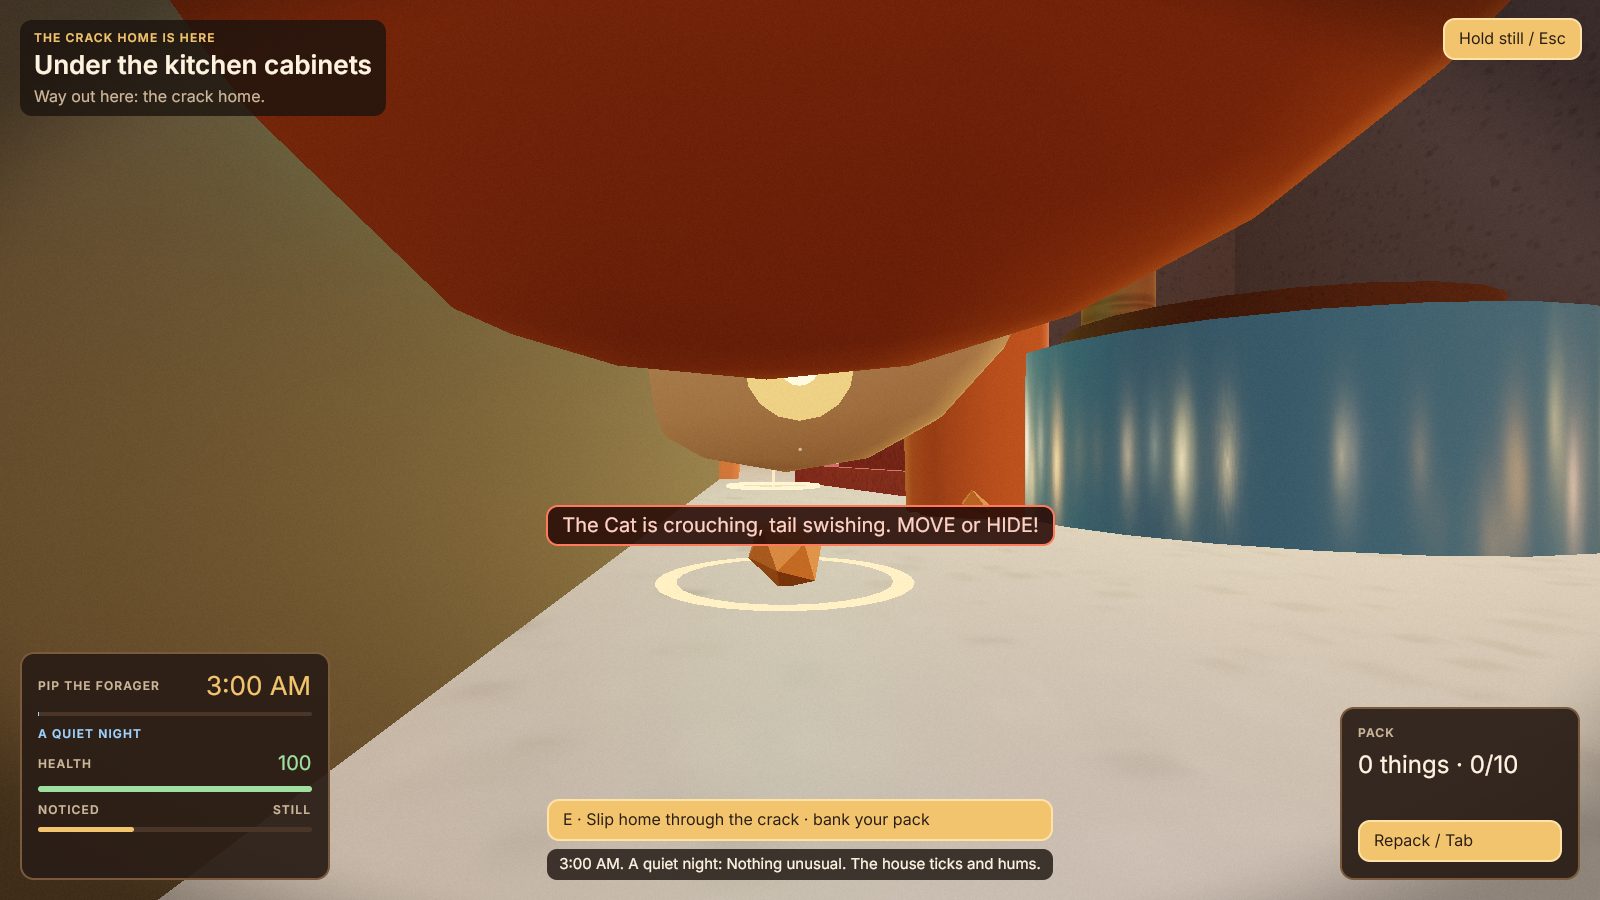 THE CRACK HOME IS HERE
Under the kitchen cabinets
Way out here: the crack home.
Hold still / Esc
The Cat is crouching, tail swishing. MOVE or HIDE!
PIP THE FORAGER
3:00 AM
A QUIET NIGHT
HEALTH
100
NOTICED
STILL
PACK
0 things · 0/10
Repack / Tab
E · Slip home through the crack · bank your pack
3:00 AM. A quiet night: Nothing unusual. The house ticks and hums.